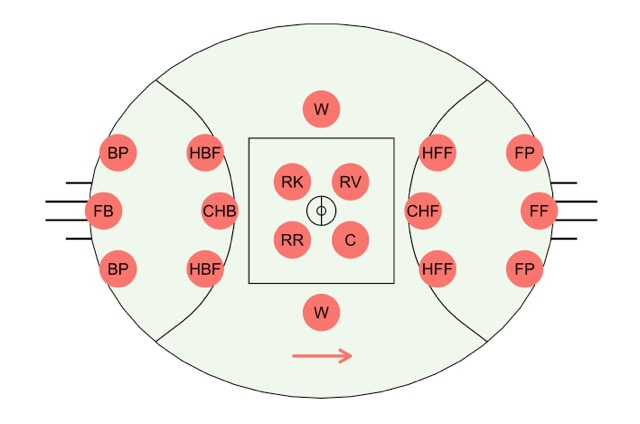 W
BP HBF HFF FP
RK RV
FB CHB CHF FF
RR C
BP HBF HFF FP
W